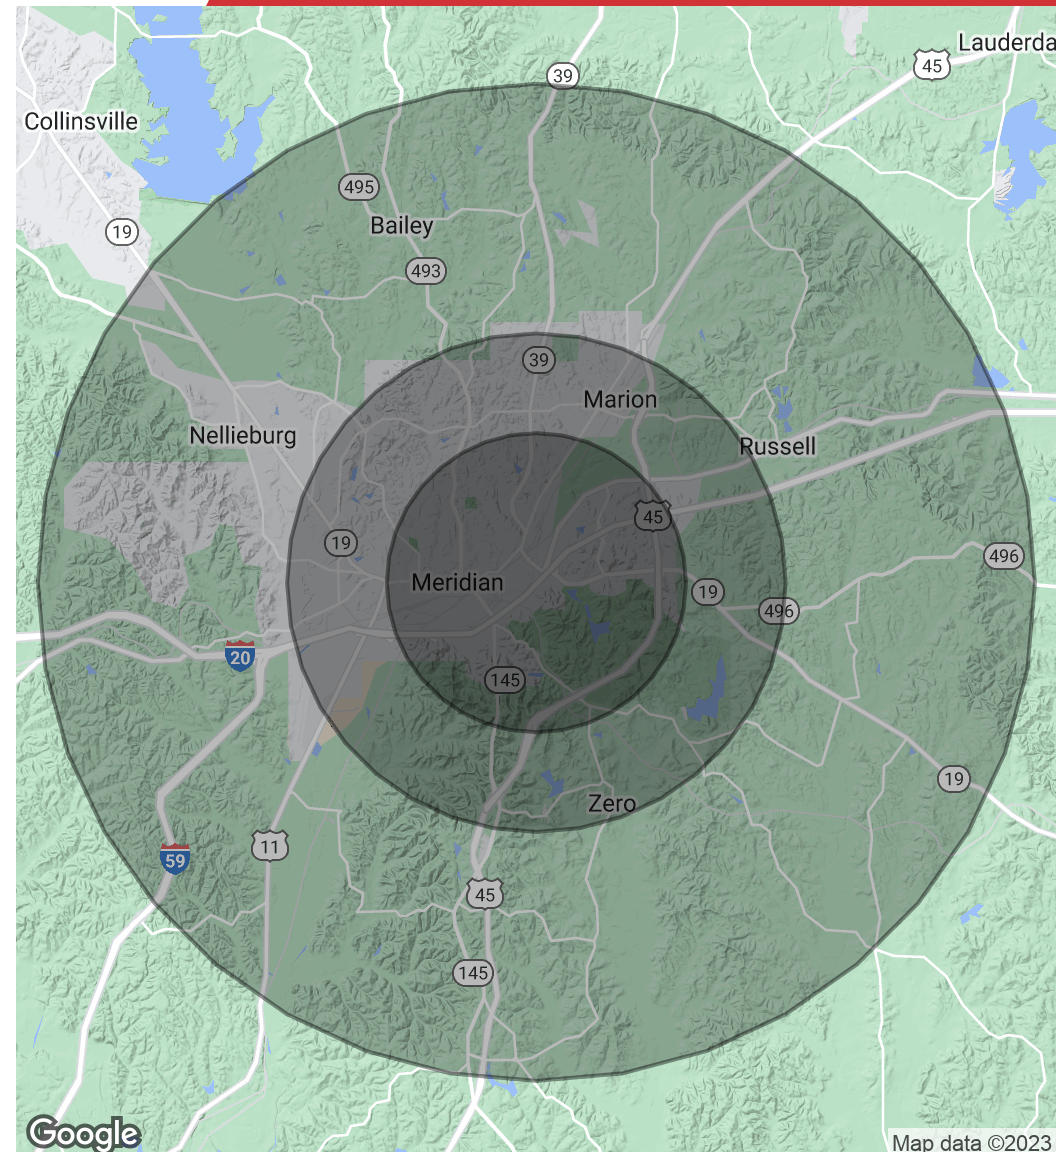 39
Lauderda
45
Collinsville
495
Bailey
19
493
39
Marion
Nellieburg
Russell
45
19
496
Meridian
19
496
20
145
19
Zero
11
59
45
145
Google
Map data ©2023